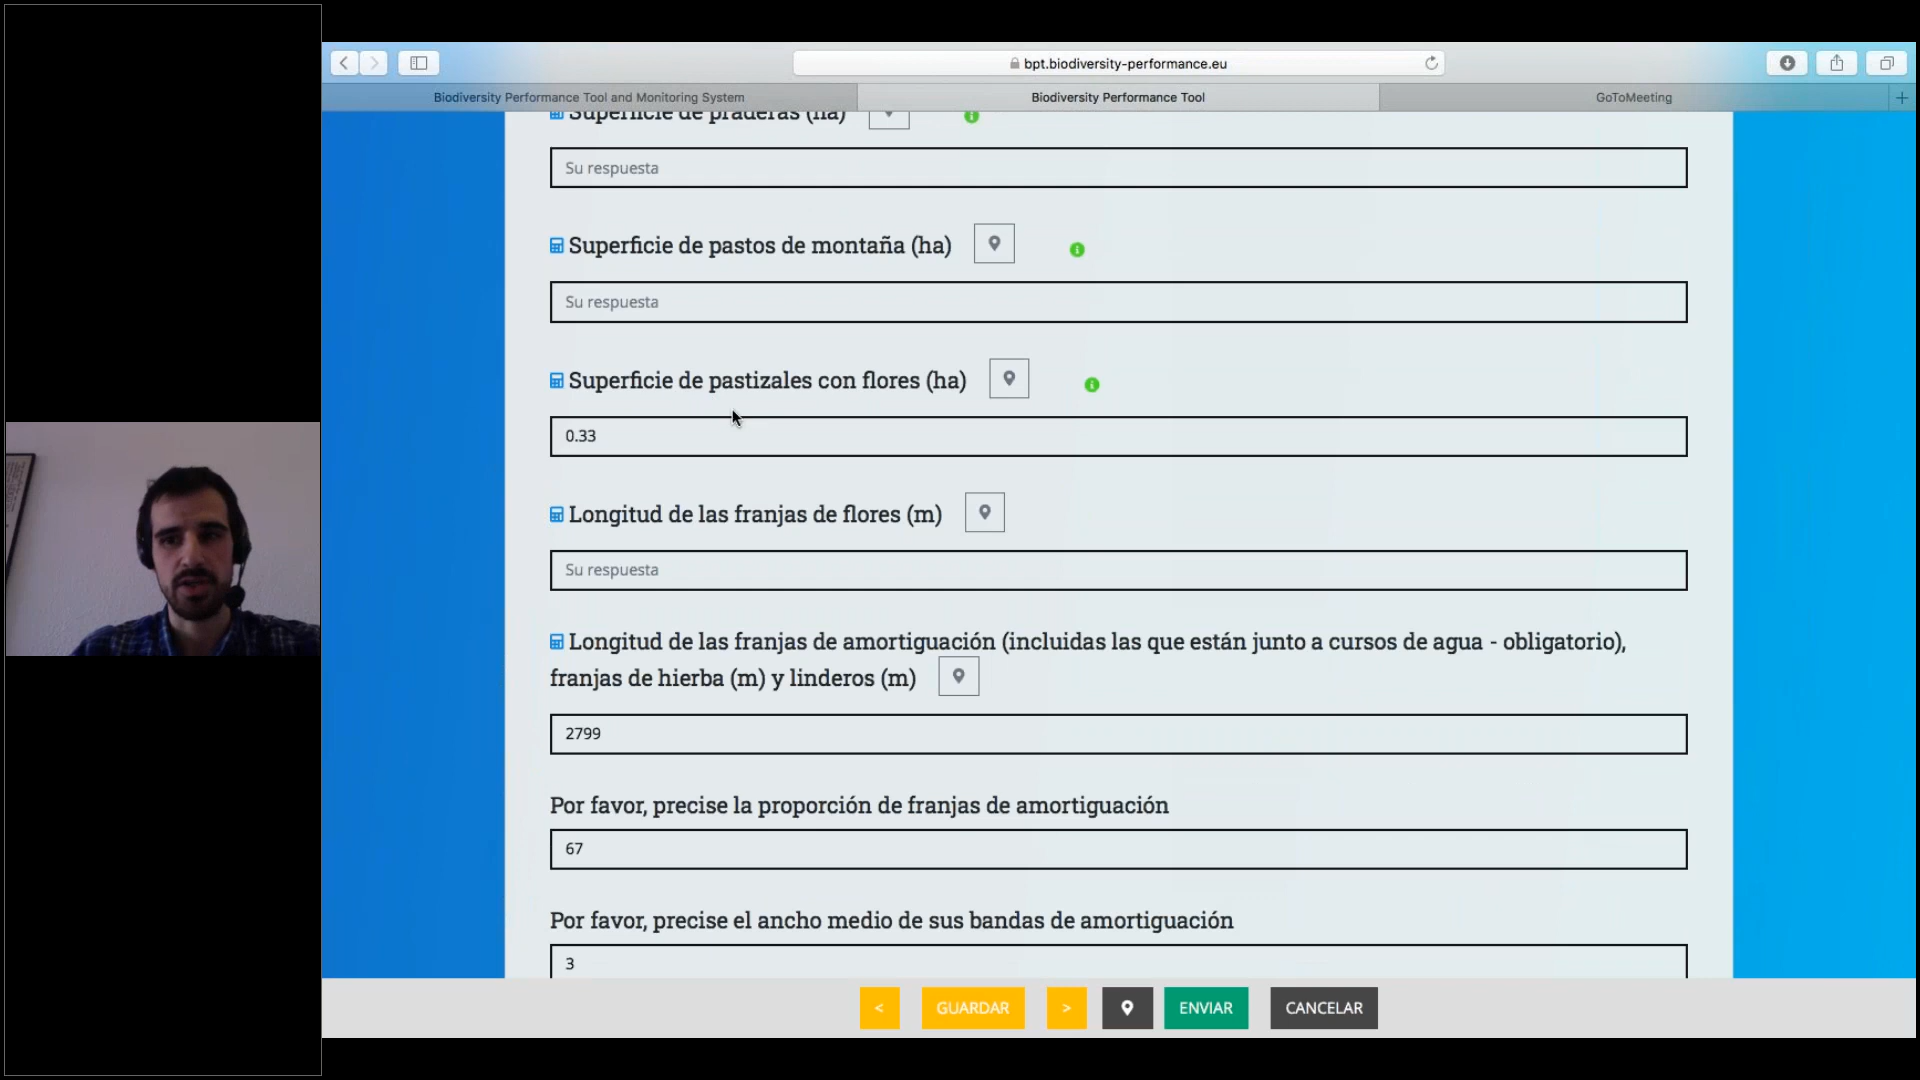 bpt.biodiversity-performance.eu
Biodiversity Performance Tool and Monitoring System
Biodiversity Performance Tool
GoToMeeting
Superficie de praderas (ha)
Su respuesta
Superficie de pastos de montaña (ha)
Su respuesta
Superficie de pastizales con flores (ha)
0.33
Longitud de las franjas de flores (m)
Su respuesta
Longitud de las franjas de amortiguación (incluidas las que están junto a cursos de agua - obligatorio),
franjas de hierba (m) y linderos (m)
2799
Por favor, precise la proporción de franjas de amortiguación
67
Por favor, precise el ancho medio de sus bandas de amortiguación
3
< GUARDAR > ENVIAR CANCELAR